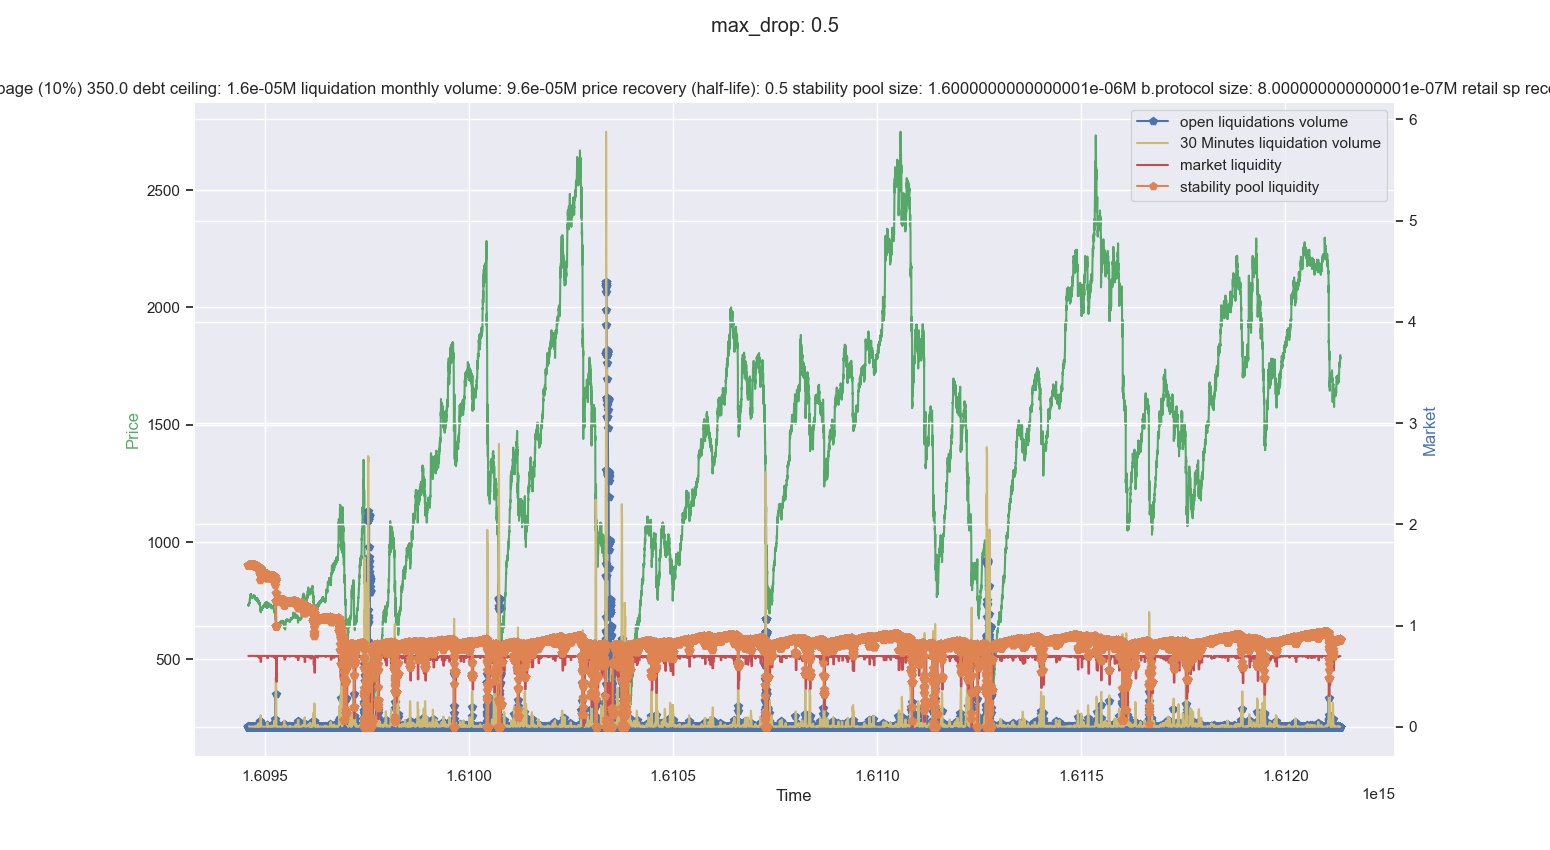 max_drop: 0.5
(10%) 350.0 debt ceiling: 1.6e-05M liquidation monthly volume: 9.6e-05M price recovery (half-life): 0.5 stability pool size: 1.6000000000000001e-06M b.protocol size: 8.000000000000001e-07M retail sp
open liquidations volume
30 Minutes liquidation volume
market liquidity
stability pool liquidity
2500
2000
1500
1000
500
Price
6
5
4
3
2
1
0
Market
1.6095
1.6100
1.6105
1.6110
1.6115
1.6120
Time
1e15